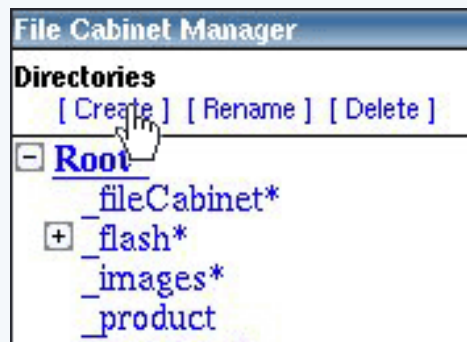 File Cabinet Manager
Directories
[ Create ] [ Rename ] [ Delete ]
Root
_fileCabinet*
_flash*
_images*
_product